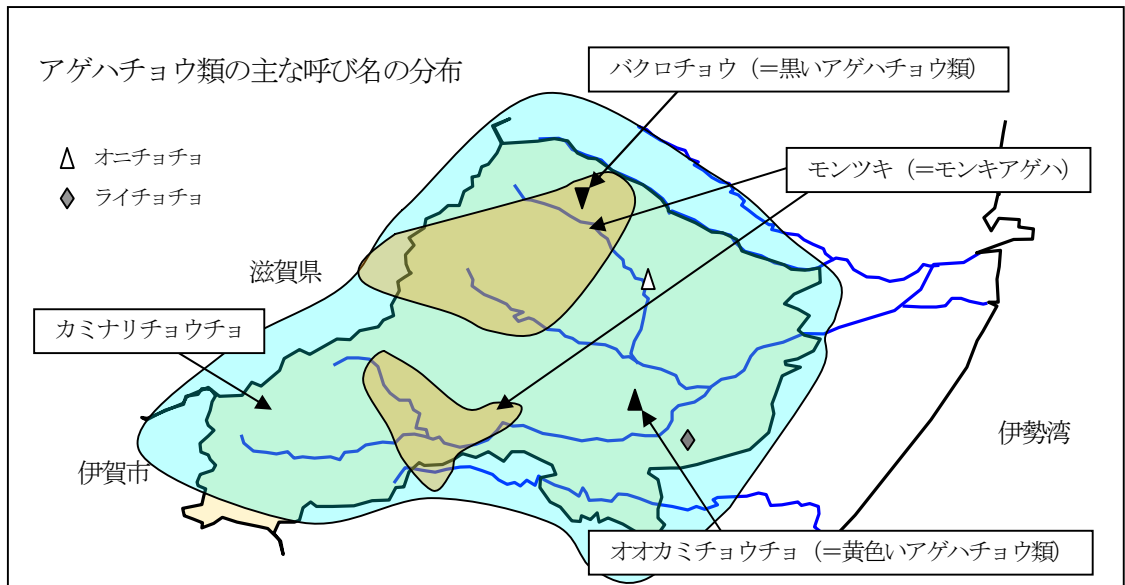 アゲハチョウ類の主な呼び名の分布
バクロチョウ（＝黒いアゲハチョウ類）
オニチョチョ
ライチョチョ
モンツキ（＝モンキアゲハ）
滋賀県
カミナリチョウチョ
伊勢湾
伊賀市
オオカミチョウチョ（＝黄色いアゲハチョウ類）